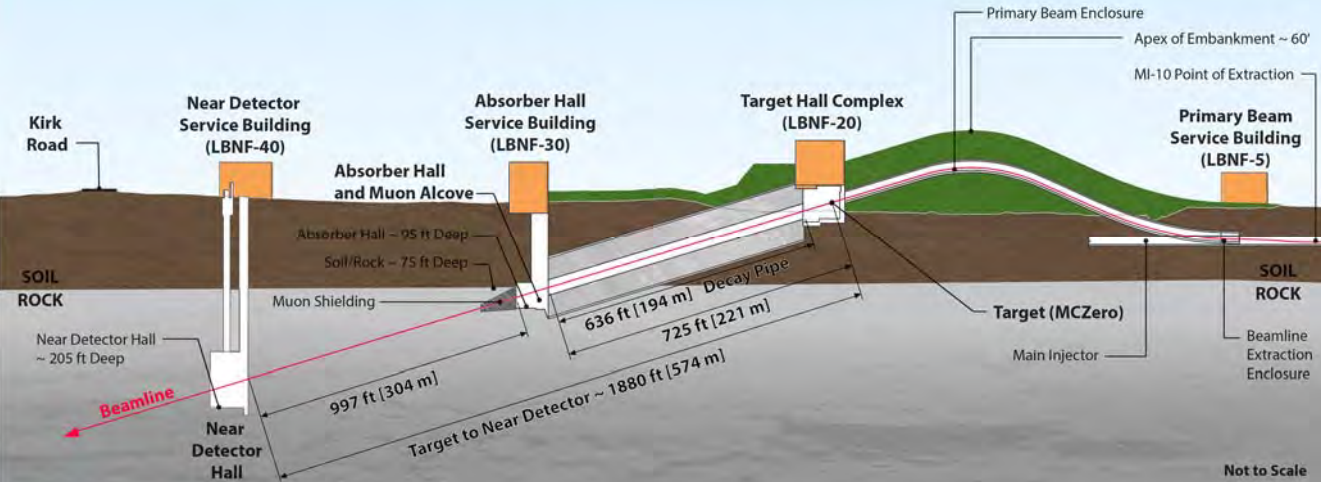 Primary Beam Enclosure
Apex of Embankment ~ 60'
MI-10 Point of Extraction
Near Detector
Service Building
(LBNF-40)
Absorber Hall
Service Building
(LBNF-30)
Target Hall Complex
(LBNF-20)
Primary Beam
Service Building
(LBNF-5)
Kirk
Road
Absorber Hall
and Muon Alcove
Absorber Hall ~ 95 ft Deep
Soil/Rock ~ 75 ft Deep
Muon Shielding
SOIL
ROCK
SOIL
ROCK
636 ft [194 m] Decay Pipe
725 ft [221 m]
Target (MCZero)
Main Injector
Beamline
Extraction
Enclosure
Near Detector Hall
~ 205 ft Deep
997 ft [304 m]
Target to Near Detector ~ 1880 ft [574 m]
Beamline
Near
Detector
Hall
Not to Scale